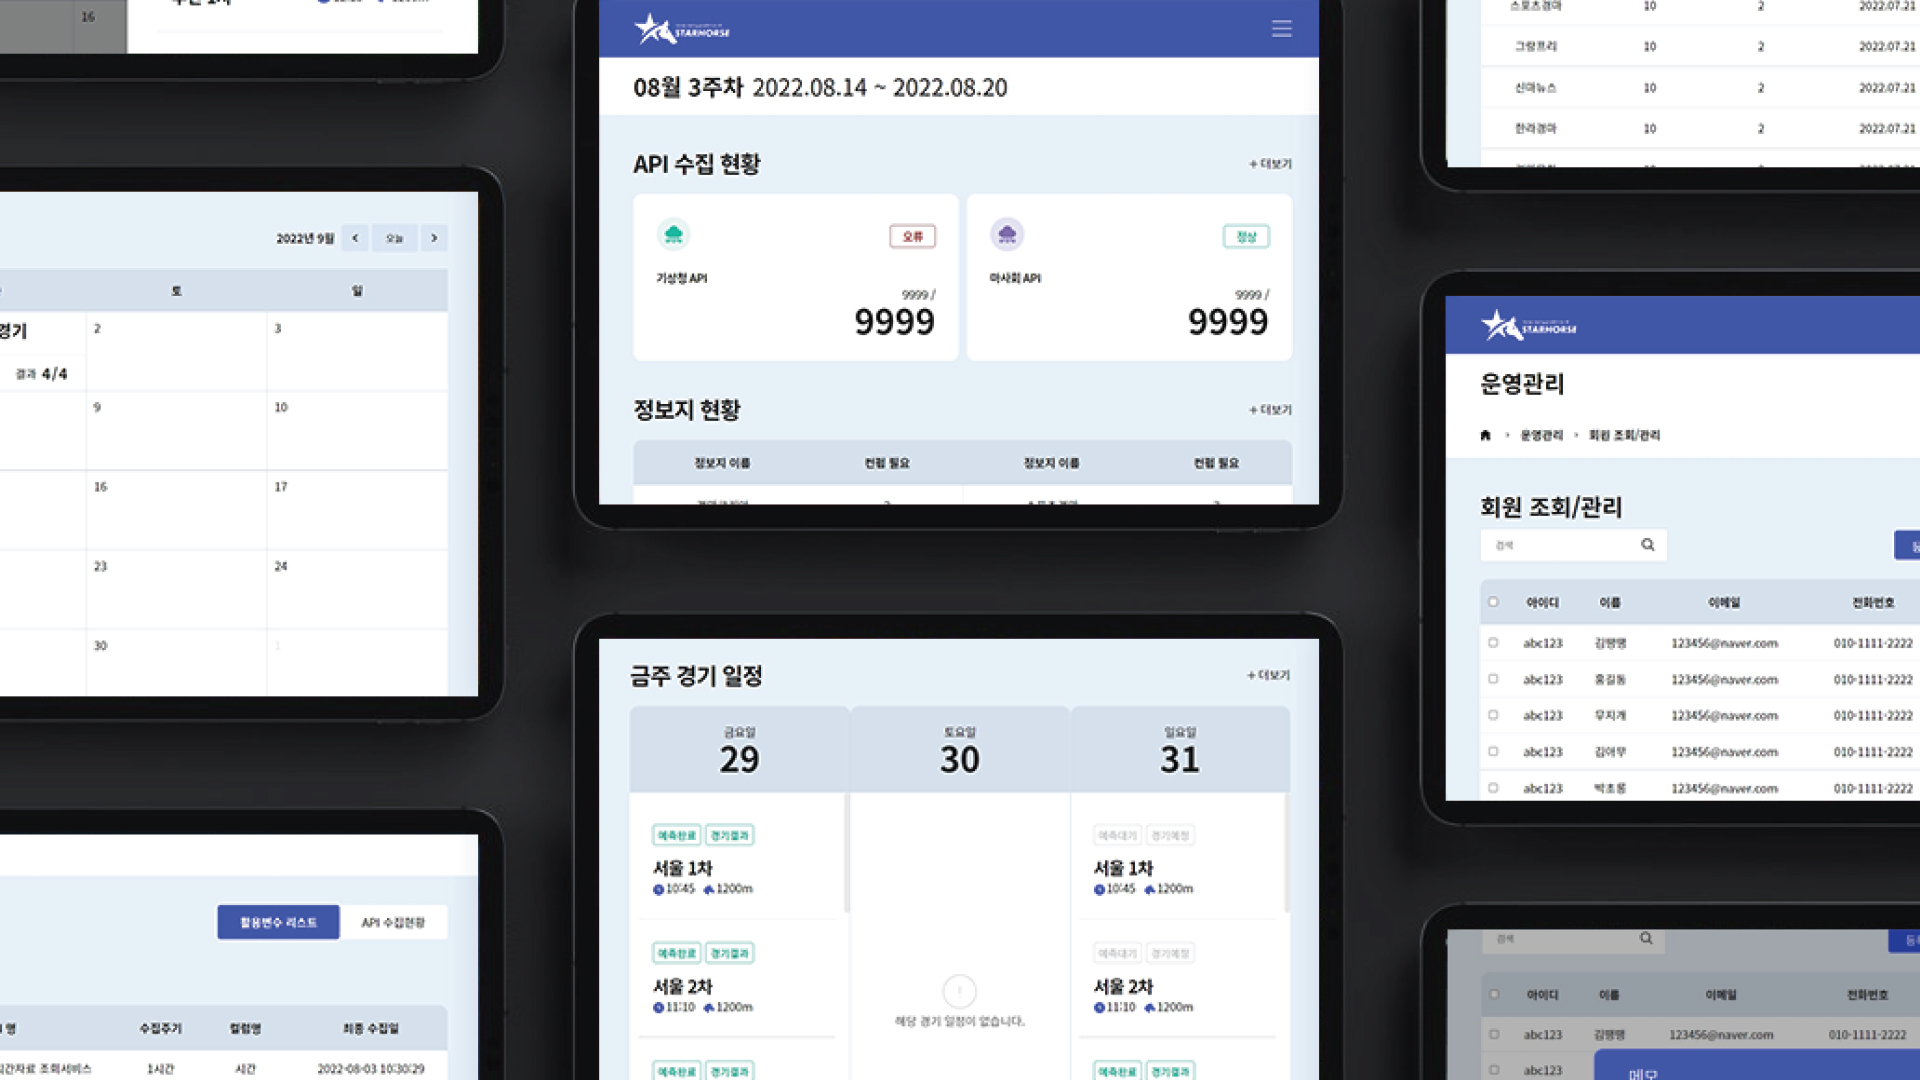 16
2022년 9월
오늘
토
일
경기
2
3
결과 4/4
9
10
16
17
23
24
30
1
활용변수 리스트
API 수집현황
명
수집주기
컬럼명
최종 수집일
시간자료 조회서비스
1시간
시간
2022-08-03 10:30:29
STARHORSE
08월 3주차 2022.08.14 ~ 2022.08.20
API 수집 현황
+ 더보기
오류
기상청 API
9999 /
9999
정상
마사회 API
9999 /
9999
정보지 현황
+ 더보기
정보지 이름
컨펌 필요
정보지 이름
컨펌 필요
금주 경기 일정
+ 더보기
금요일
29
토요일
30
일요일
31
예측완료 경기결과
서울 1차
10:45 1200m
예측완료 경기결과
서울 2차
11:10 1200m
예측완료 경기결과
해당 경기 일정이 없습니다.
예측대기 경기예정
서울 1차
10:45 1200m
예측대기 경기예정
서울 2차
11:10 1200m
예측완료 경기결과
스포츠경마 10 2 2022.07.21
그랑프리 10 2 2022.07.21
신마뉴스 10 2 2022.07.21
한라경마 10 2 2022.07.21
STARHORSE
운영관리
운영관리 › 회원 조회/관리
회원 조회/관리
검색
아이디 이름 이메일 전화번호
abc123 김땡땡 123456@naver.com 010-1111-2222
abc123 홍길동 123456@naver.com 010-1111-2222
abc123 무지개 123456@naver.com 010-1111-2222
abc123 김아무 123456@naver.com 010-1111-2222
abc123 박초롱 123456@naver.com 010-1111-2222
검색
아이디 이름 이메일 전화번호
abc123 김땡땡 123456@naver.com 010-1111-2222
abc123
메모